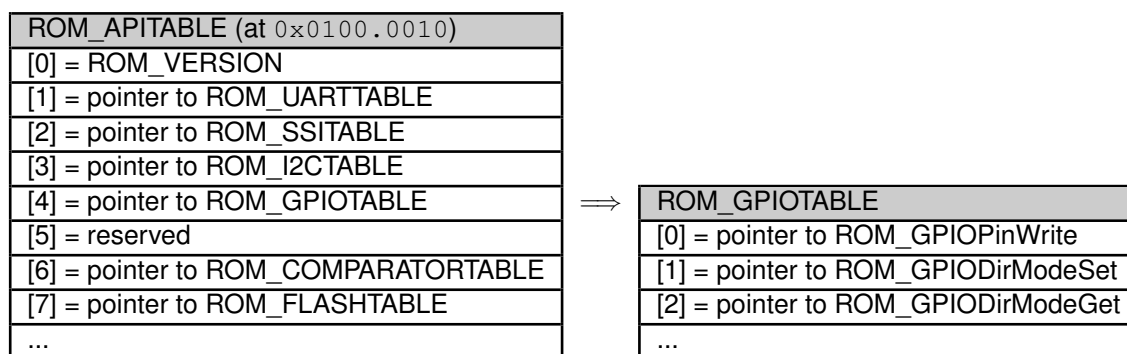 ROM_APITABLE (at 0x0100.0010)
[0] = ROM_VERSION
[1] = pointer to ROM_UARTTABLE
[2] = pointer to ROM_SSITABLE
[3] = pointer to ROM_I2CTABLE
[4] = pointer to ROM_GPIOTABLE
[5] = reserved
[6] = pointer to ROM_COMPARATORTABLE
[7] = pointer to ROM_FLASHTABLE
...
⟹
ROM_GPIOTABLE
[0] = pointer to ROM_GPIOPinWrite
[1] = pointer to ROM_GPIODirModeSet
[2] = pointer to ROM_GPIODirModeGet
...